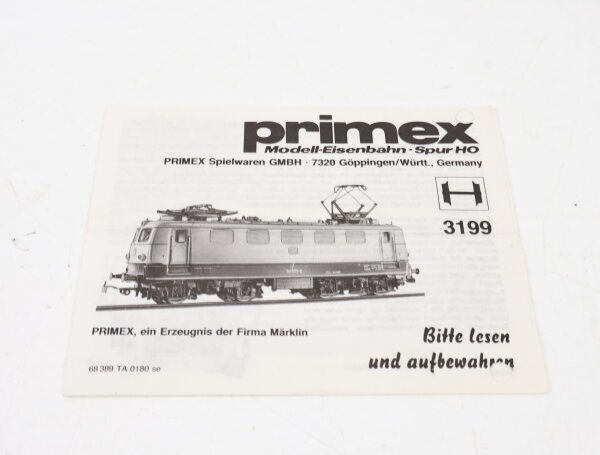 primex
Modell-Eisenbahn · Spur HO
PRIMEX Spielwaren GMBH · 7320 Göppingen/Württ., Germany
3199
PRIMEX, ein Erzeugnis der Firma Märklin
Bitte lesen
und aufbewahren
68 389 TA 0180 se